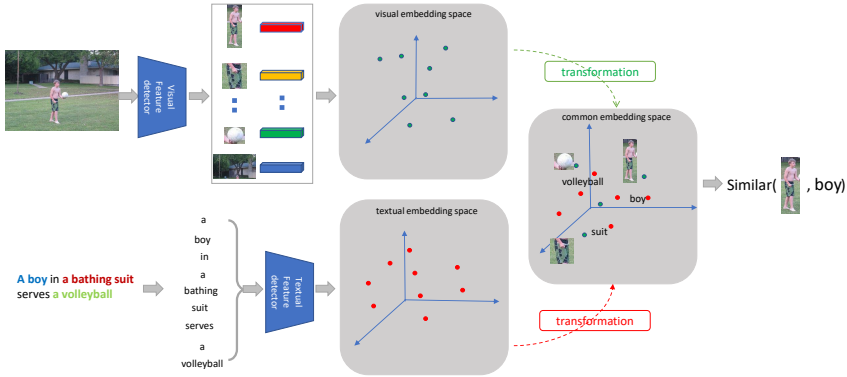 visual embedding space
Visual
Feature
detector
transformation
common embedding space
volleyball
boy
suit
Similar( , boy)
textual embedding space
A boy in a bathing suit
serves a volleyball
a
boy
in
a
bathing
suit
serves
a
volleyball
Textual
Feature
detector
transformation